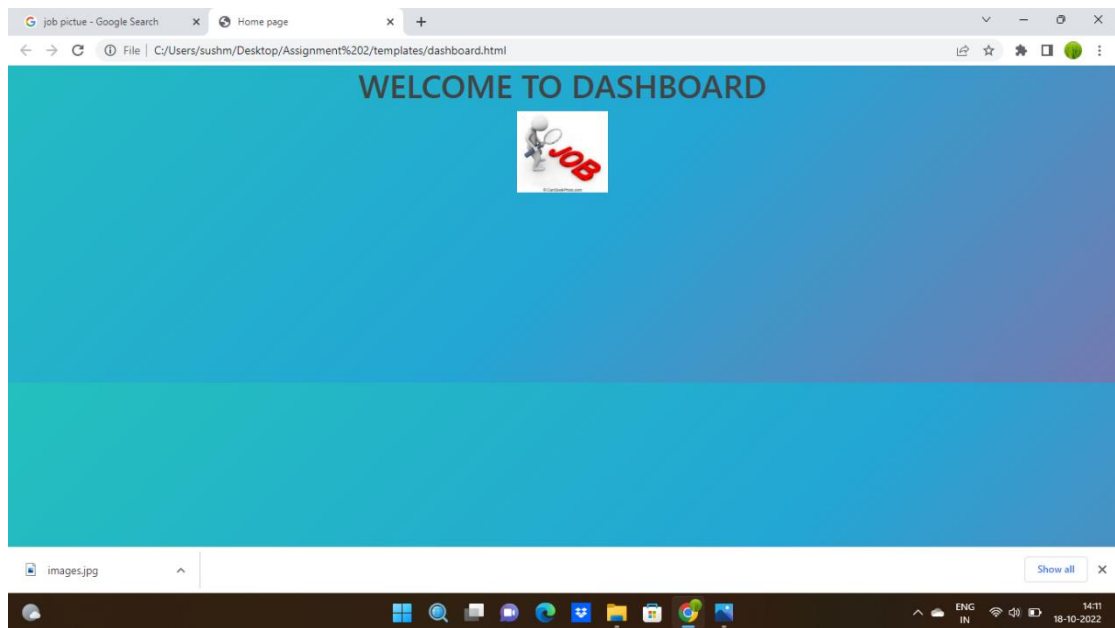 job pictue - Google Search
Home page
File
C:/Users/sushm/Desktop/Assignment%202/templates/dashboard.html
WELCOME TO DASHBOARD
JOB
images.jpg
Show all
ENG
IN
14:11
18-10-2022